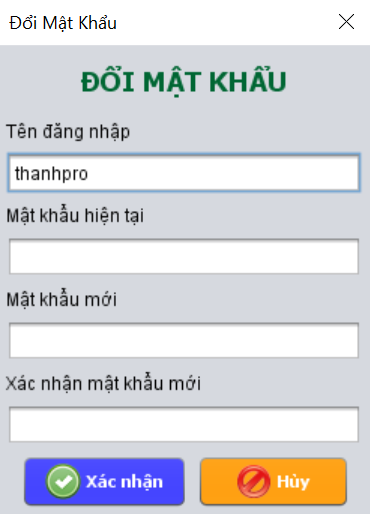 Đổi Mật Khẩu
ĐỔI MẬT KHẨU
Tên đăng nhập
thanhpro
Mật khẩu hiện tại
Mật khẩu mới
Xác nhận mật khẩu mới
Xác nhận
Hủy